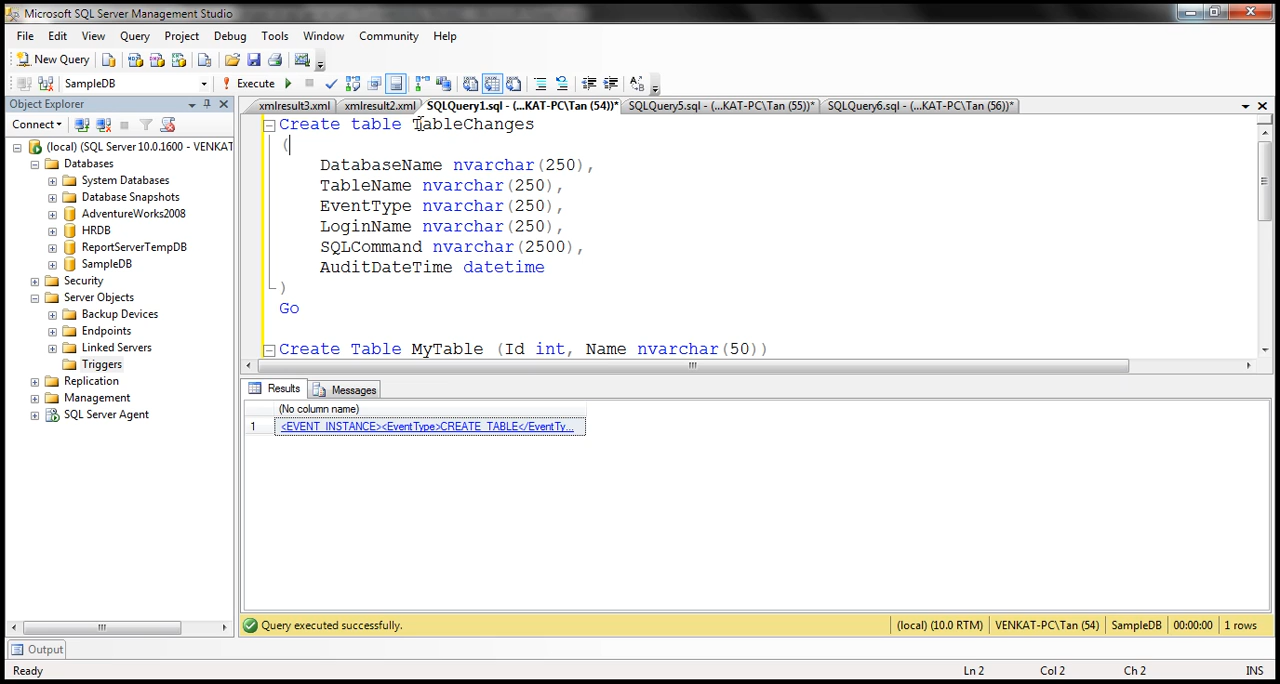 Microsoft SQL Server Management Studio
File Edit View Query Project Debug Tools Window Community Help
New Query
SampleDB Execute
Object Explorer
xmlresult3.xml xmlresult2.xml SQLQuery1.sql - (...KAT-PC\Tan (54))* SQLQuery5.sql - (...KAT-PC\Tan (55))* SQLQuery6.sql - (...KAT-PC\Tan (56))*
Connect
(local) (SQL Server 10.0.1600 - VENKAT
Databases
System Databases
Database Snapshots
AdventureWorks2008
HRDB
ReportServerTempDB
SampleDB
Security
Server Objects
Backup Devices
Endpoints
Linked Servers
Triggers
Replication
Management
SQL Server Agent
Create table TableChanges
(
DatabaseName nvarchar(250),
TableName nvarchar(250),
EventType nvarchar(250),
LoginName nvarchar(250),
SQLCommand nvarchar(2500),
AuditDateTime datetime
)
Go
Create Table MyTable (Id int, Name nvarchar(50))
Results Messages
(No column name)
1 <EVENT_INSTANCE><EventType>CREATE_TABLE</EventTy...
Query executed successfully. (local) (10.0 RTM) VENKAT-PC\Tan (54) SampleDB 00:00:00 1 rows
Output
Ready Ln 2 Col 2 Ch 2 INS